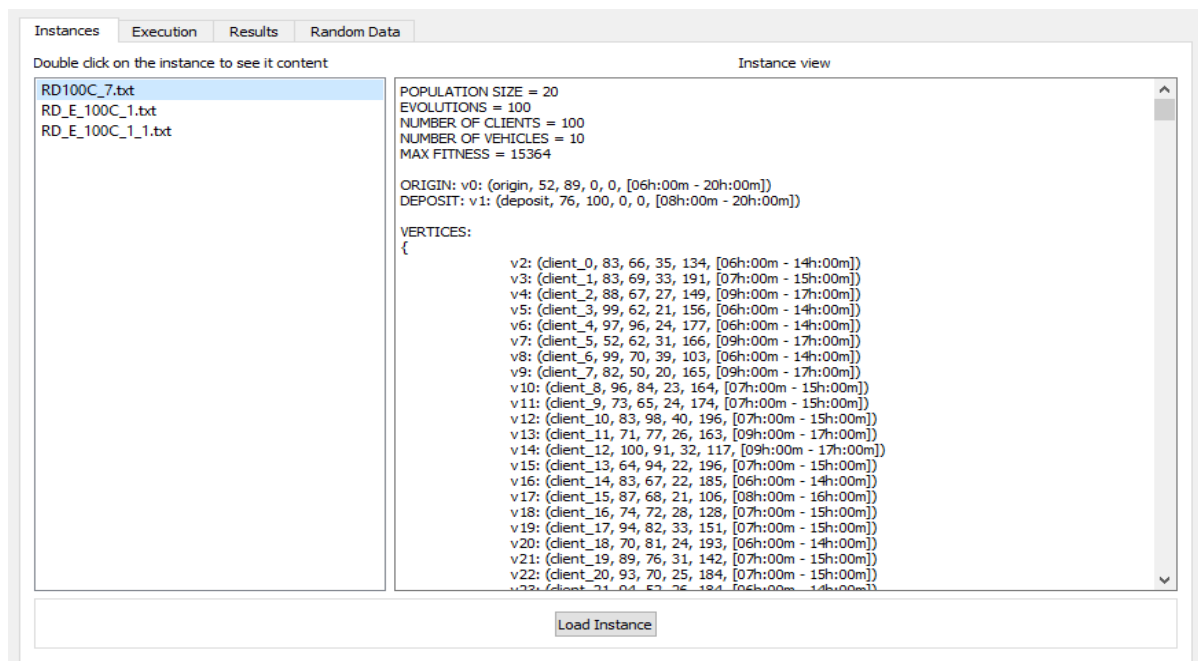 Instances Execution Results Random Data
Double click on the instance to see it content
Instance view
RD100C_7.txt
RD_E_100C_1.txt
RD_E_100C_1_1.txt
POPULATION SIZE = 20
EVOLUTIONS = 100
NUMBER OF CLIENTS = 100
NUMBER OF VEHICLES = 10
MAX FITNESS = 15364
ORIGIN: v0: (origin, 52, 89, 0, 0, [06h:00m - 20h:00m])
DEPOSIT: v1: (deposit, 76, 100, 0, 0, [08h:00m - 20h:00m])
VERTICES:
{
v2: (client_0, 83, 66, 35, 134, [06h:00m - 14h:00m])
v3: (client_1, 83, 69, 33, 191, [07h:00m - 15h:00m])
v4: (client_2, 88, 67, 27, 149, [09h:00m - 17h:00m])
v5: (client_3, 99, 62, 21, 156, [06h:00m - 14h:00m])
v6: (client_4, 97, 96, 24, 177, [06h:00m - 14h:00m])
v7: (client_5, 52, 62, 31, 166, [09h:00m - 17h:00m])
v8: (client_6, 99, 70, 39, 103, [06h:00m - 14h:00m])
v9: (client_7, 82, 50, 20, 165, [09h:00m - 17h:00m])
v10: (client_8, 96, 84, 23, 164, [07h:00m - 15h:00m])
v11: (client_9, 73, 65, 24, 174, [07h:00m - 15h:00m])
v12: (client_10, 83, 98, 40, 196, [07h:00m - 15h:00m])
v13: (client_11, 71, 77, 26, 163, [09h:00m - 17h:00m])
v14: (client_12, 100, 91, 32, 117, [09h:00m - 17h:00m])
v15: (client_13, 64, 94, 22, 196, [07h:00m - 15h:00m])
v16: (client_14, 83, 67, 22, 185, [06h:00m - 14h:00m])
v17: (client_15, 87, 68, 21, 106, [08h:00m - 16h:00m])
v18: (client_16, 74, 72, 28, 128, [07h:00m - 15h:00m])
v19: (client_17, 94, 82, 33, 151, [07h:00m - 15h:00m])
v20: (client_18, 70, 81, 24, 193, [06h:00m - 14h:00m])
v21: (client_19, 89, 76, 31, 142, [07h:00m - 15h:00m])
v22: (client_20, 93, 70, 25, 184, [07h:00m - 15h:00m])
Load Instance